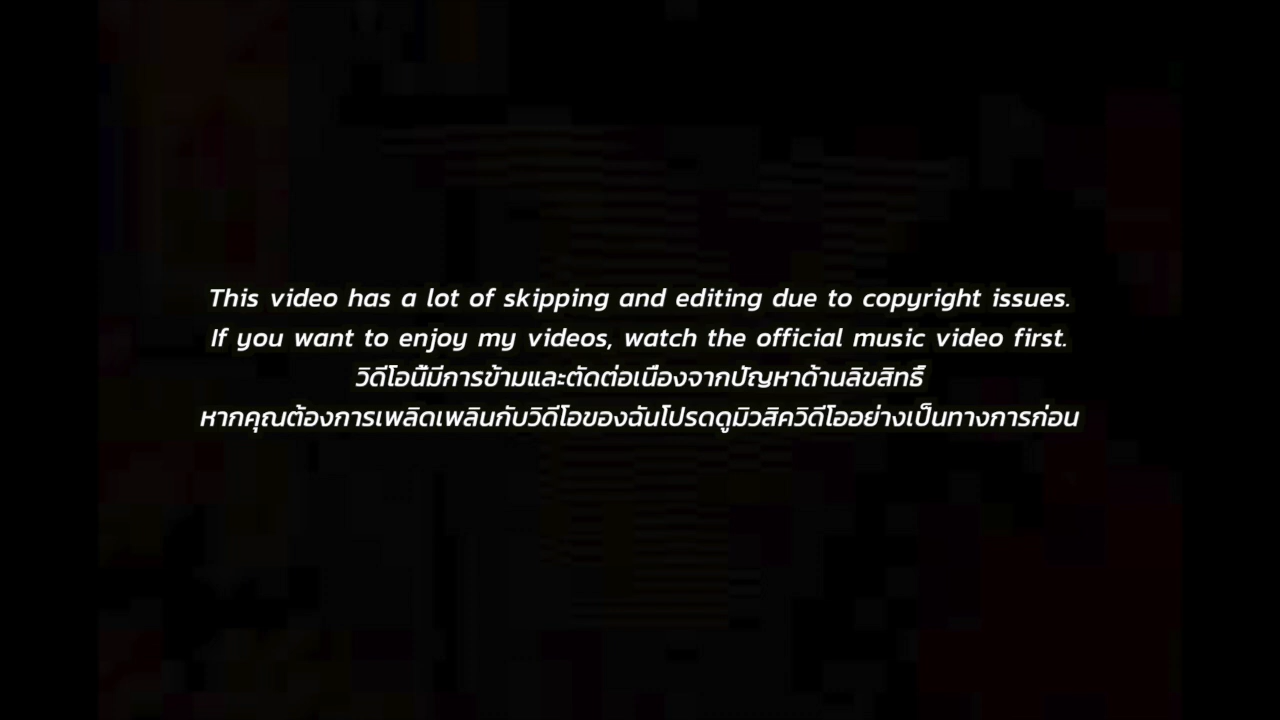 This video has a lot of skipping and editing due to copyright issues.
If you want to enjoy my videos, watch the official music video first.
วิดีโอนี้มีการข้ามและตัดต่อเนื่องจากปัญหาด้านลิขสิทธิ์
หากคุณต้องการเพลิดเพลินกับวิดีโอของฉันโปรดดูมิวสิควิดีโออย่างเป็นทางการก่อน